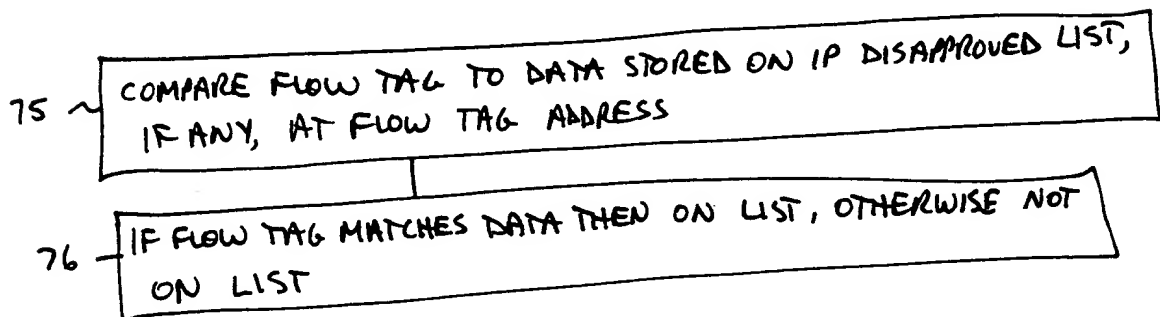 75 COMPARE FLOW TAG TO DATA STORED ON IP DISAPPROVED LIST,
IF ANY, AT FLOW TAG ADDRESS
76 IF FLOW TAG MATCHES DATA THEN ON LIST, OTHERWISE NOT
ON LIST